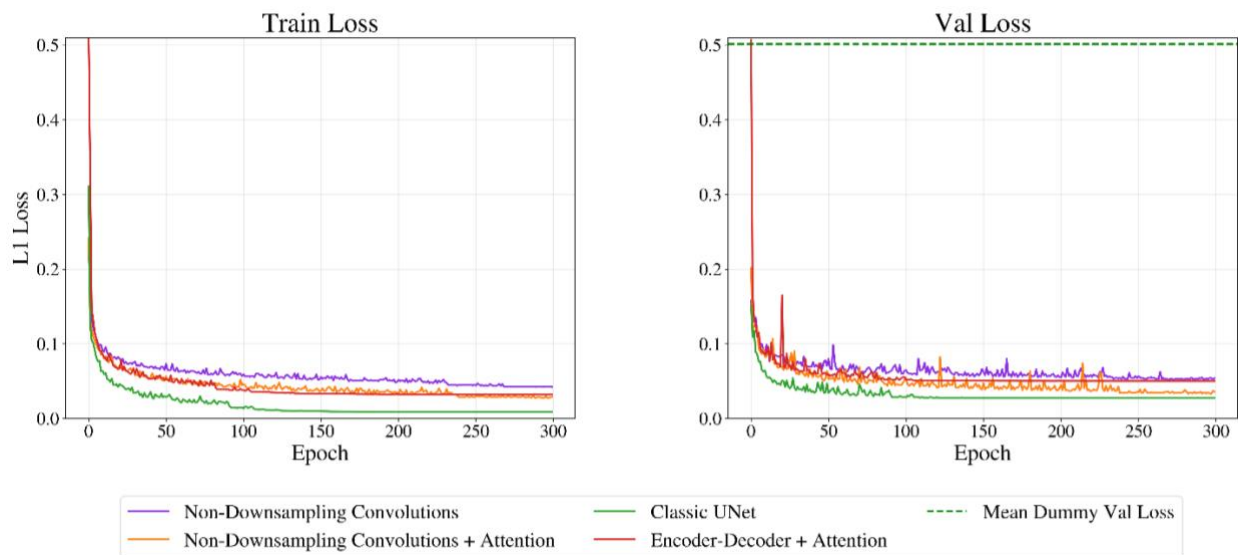 Train Loss
L1 Loss
0.5
0.4
0.3
0.2
0.1
0.0
0 50 100 150 200 250 300
Epoch
Val Loss
0.5
0.4
0.3
0.2
0.1
0.0
0 50 100 150 200 250 300
Epoch
Non-Downsampling Convolutions
Non-Downsampling Convolutions + Attention
Classic UNet
Encoder-Decoder + Attention
Mean Dummy Val Loss